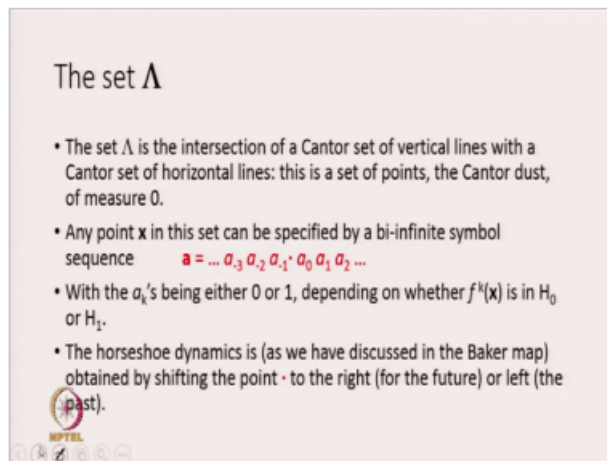 The set Λ
• The set Λ is the intersection of a Cantor set of vertical lines with a
Cantor set of horizontal lines: this is a set of points, the Cantor dust,
of measure 0.
• Any point x in this set can be specified by a bi-infinite symbol
sequence a = ... a₋₃ a₋₂ a₋₁· a₀ a₁ a₂ ...
• With the aₖ's being either 0 or 1, depending on whether f ᵏ(x) is in H₀
or H₁.
• The horseshoe dynamics is (as we have discussed in the Baker map)
obtained by shifting the point · to the right (for the future) or left (the
past).
NPTEL